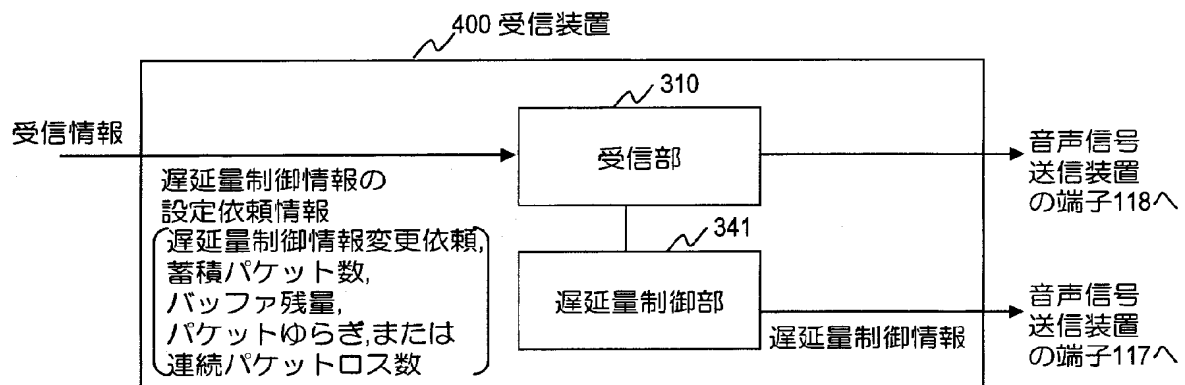 400 受信装置
310
受信情報
受信部
音声信号
送信装置
の端子118へ
遅延量制御情報の
設定依頼情報
遅延量制御情報変更依頼,
蓄積パケット数,
バッファ残量,
パケットゆらぎ,または
連続パケットロス数
341
遅延量制御部
遅延量制御情報
音声信号
送信装置
の端子117へ